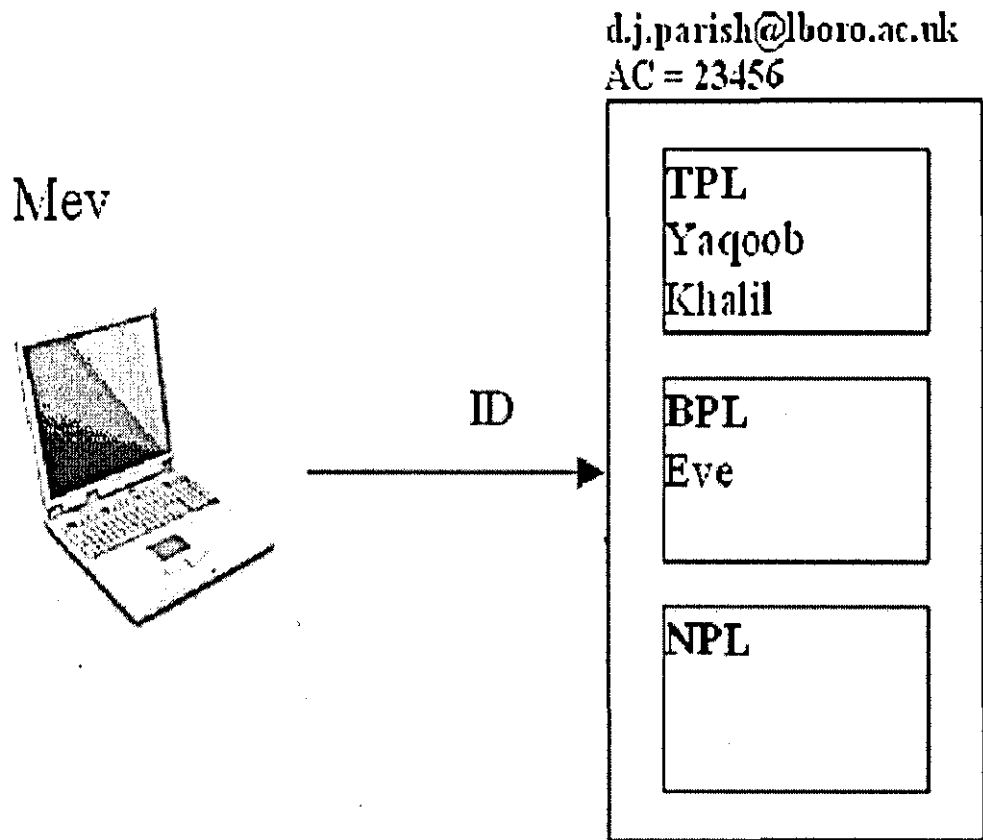 d.j.parish@lboro.ac.uk
AC = 23456
Mev
TPL
Yaqoob
Khalil
ID
BPL
Eve
NPL